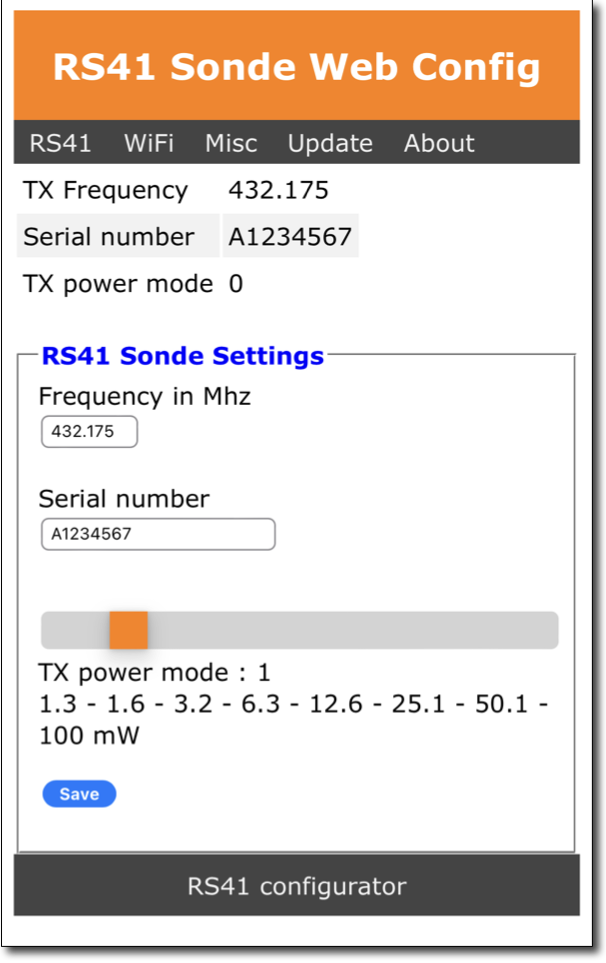 RS41 Sonde Web Config
RS41 WiFi Misc Update About
TX Frequency 432.175
Serial number A1234567
TX power mode 0
RS41 Sonde Settings
Frequency in Mhz
432.175
Serial number
A1234567
TX power mode : 1
1.3 - 1.6 - 3.2 - 6.3 - 12.6 - 25.1 - 50.1 -
100 mW
Save
RS41 configurator